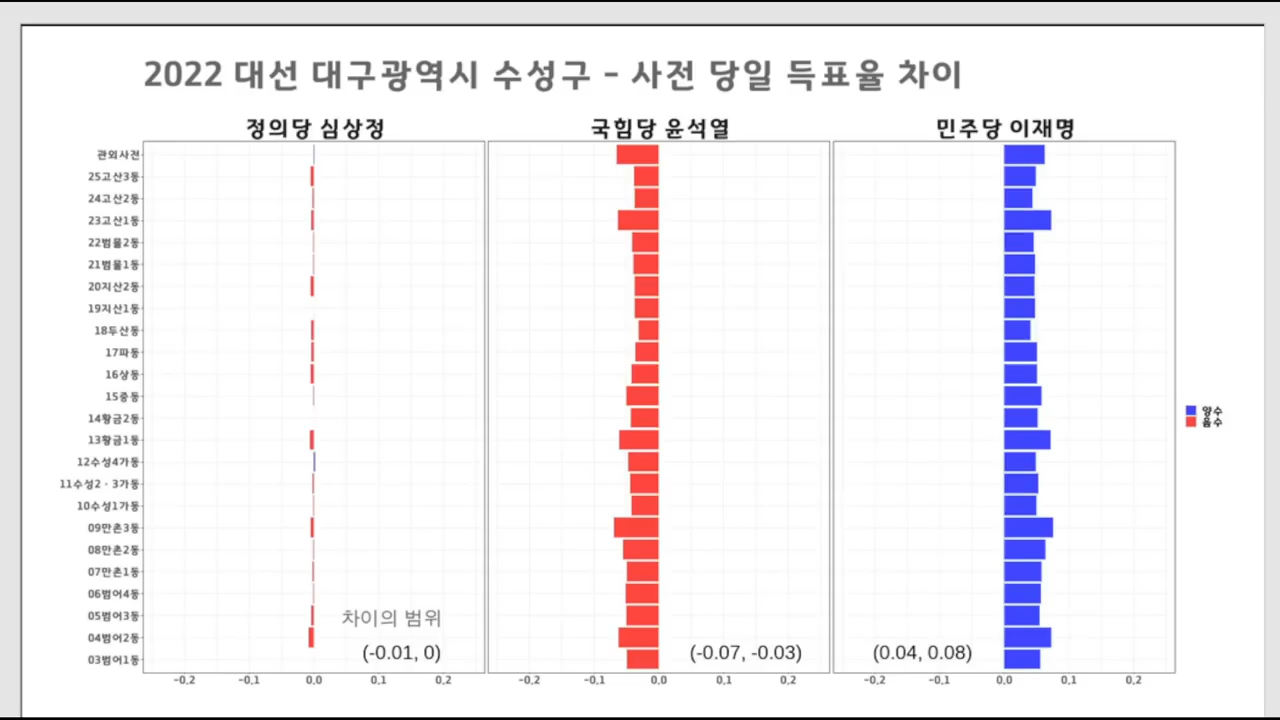 2022 대선 대구광역시 수성구 - 사전 당일 득표율 차이
정의당 심상정
국힘당 윤석열
민주당 이재명
관외사전
25고산3동
24고산2동
23고산1동
22범물2동
21범물1동
20지산2동
19지산1동
18두산동
17파동
16상동
15중동
14황금2동
13황금1동
12수성4가동
11수성2·3가동
10수성1가동
09만촌3동
08만촌2동
07만촌1동
06범어4동
05범어3동
04범어2동
03범어1동
차이의 범위
(-0.01, 0)
(-0.07, -0.03)
(0.04, 0.08)
-0.2 -0.1 0.0 0.1 0.2
-0.2 -0.1 0.0 0.1 0.2
-0.2 -0.1 0.0 0.1 0.2
양수
음수